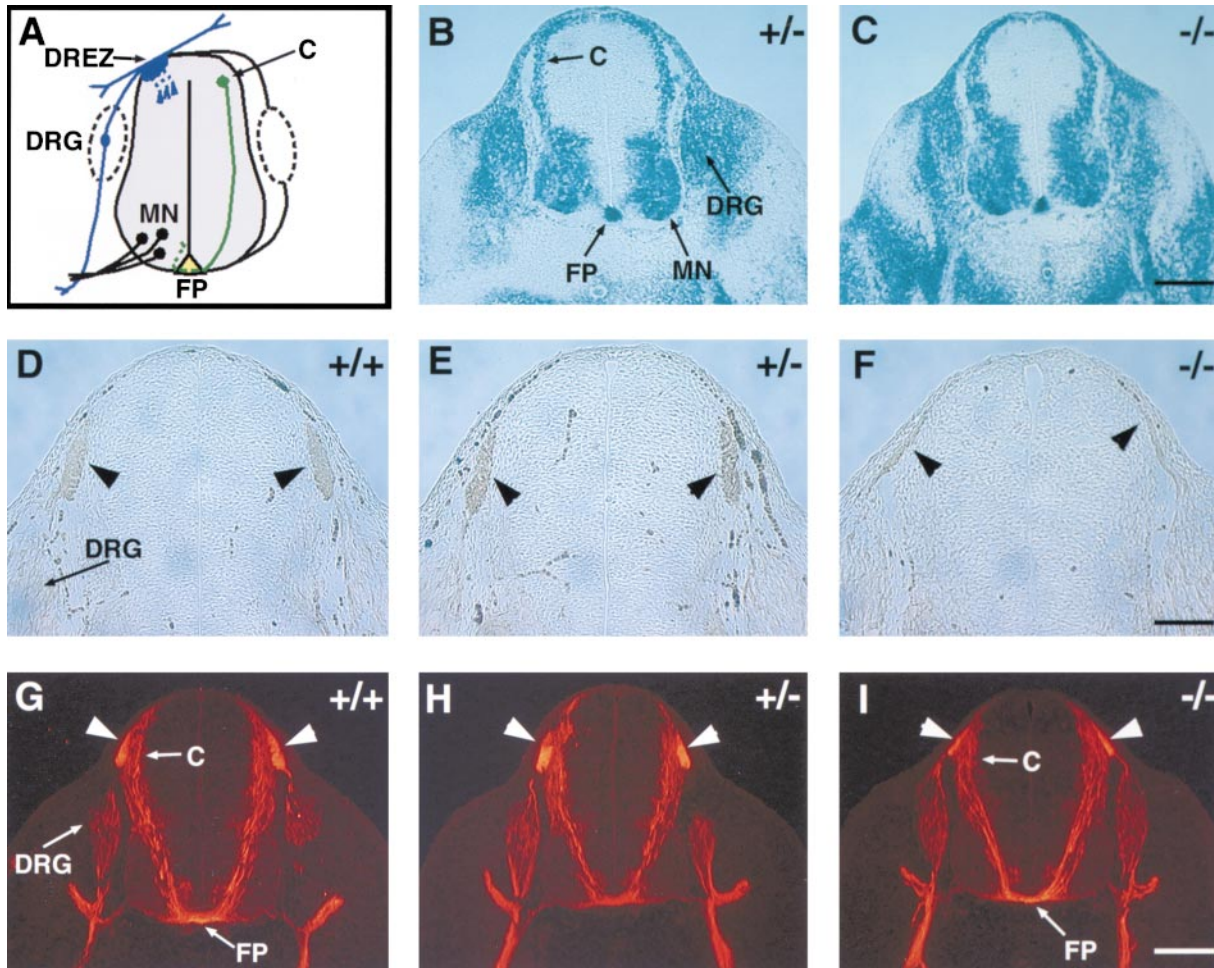 A
DREZ
C
DRG
MN
FP
B
+/-
C
DRG
FP
MN
C
-/-
D
+/+
DRG
E
+/-
F
-/-
G
+/+
C
DRG
FP
H
+/-
I
-/-
C
FP